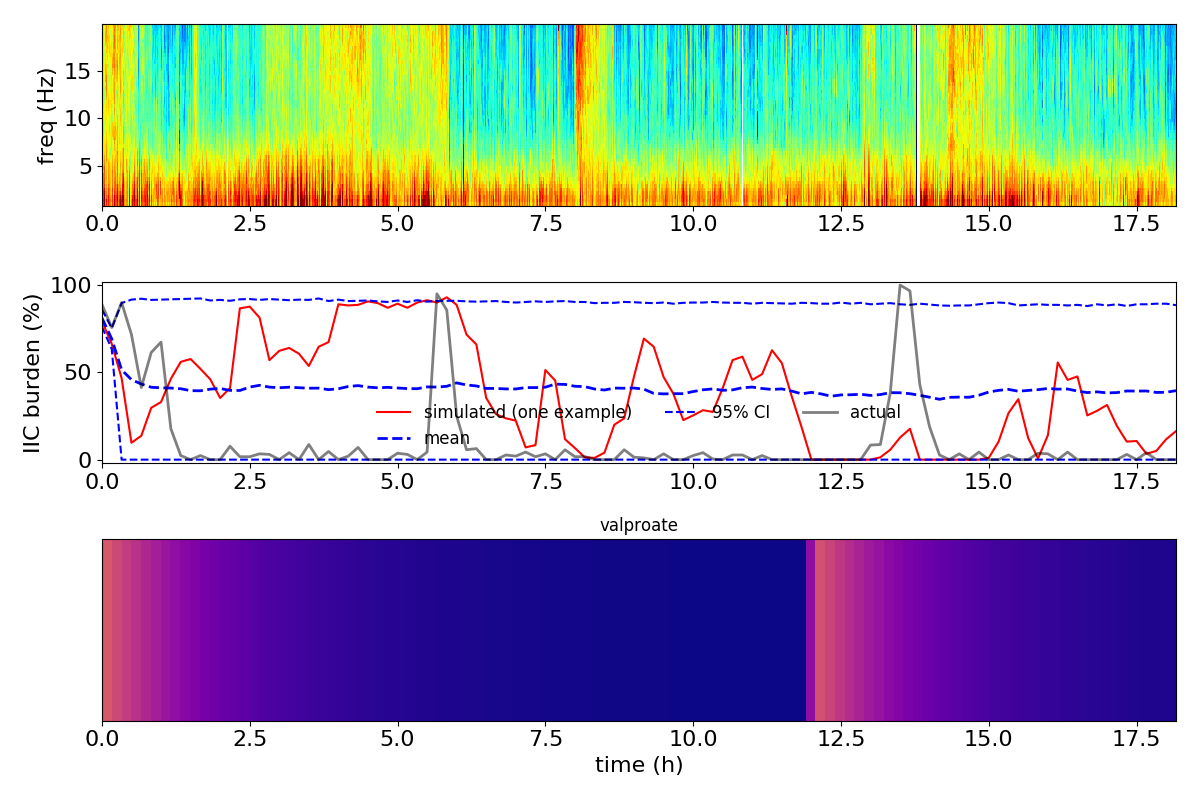 freq (Hz)
15
10
5
0.0 2.5 5.0 7.5 10.0 12.5 15.0 17.5
IIC burden (%)
100
50
0
simulated (one example) 95% CI actual
mean
0.0 2.5 5.0 7.5 10.0 12.5 15.0 17.5
valproate
0.0 2.5 5.0 7.5 10.0 12.5 15.0 17.5
time (h)